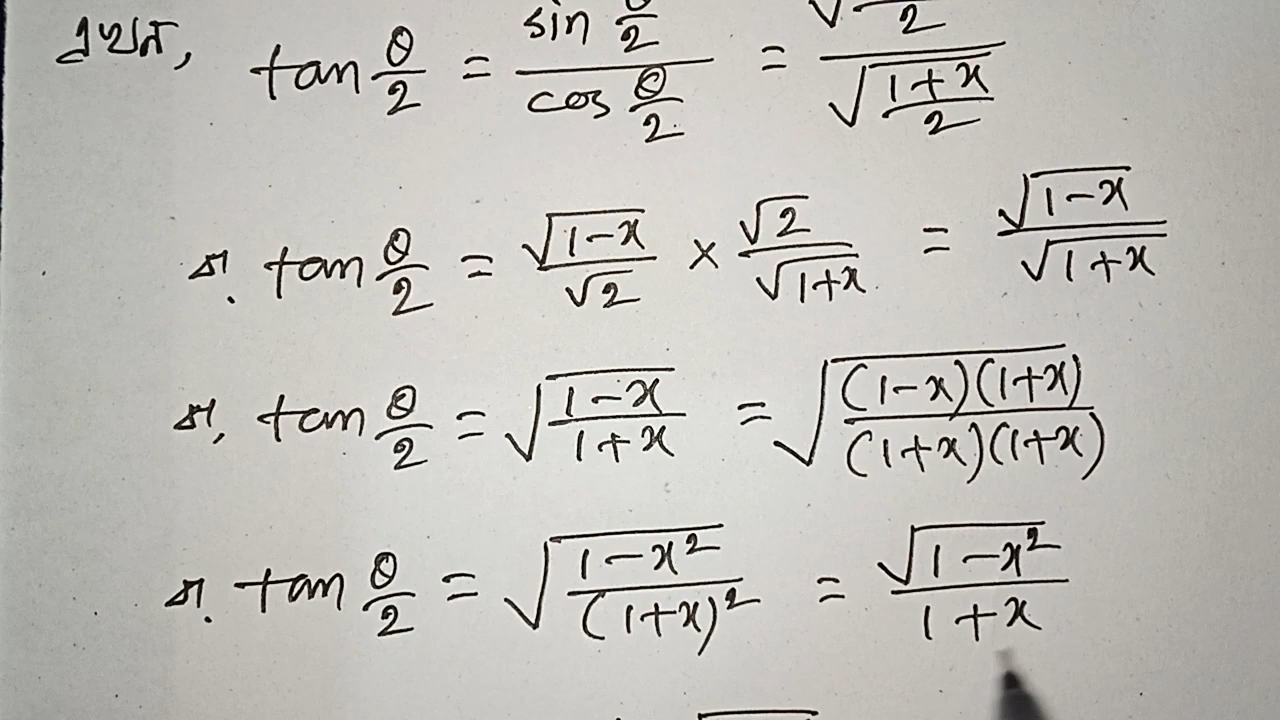 এখন, tan θ/2 = (sin θ/2)/(cos θ/2) = √(/2)/√((1+x)/2)
বা, tan θ/2 = √(1-x)/√2 × √2/√(1+x) = √(1-x)/√(1+x)
বা, tan θ/2 = √((1-x)/(1+x)) = √((1-x)(1+x)/(1+x)(1+x))
বা, tan θ/2 = √((1-x²)/(1+x)²) = √(1-x²)/(1+x)